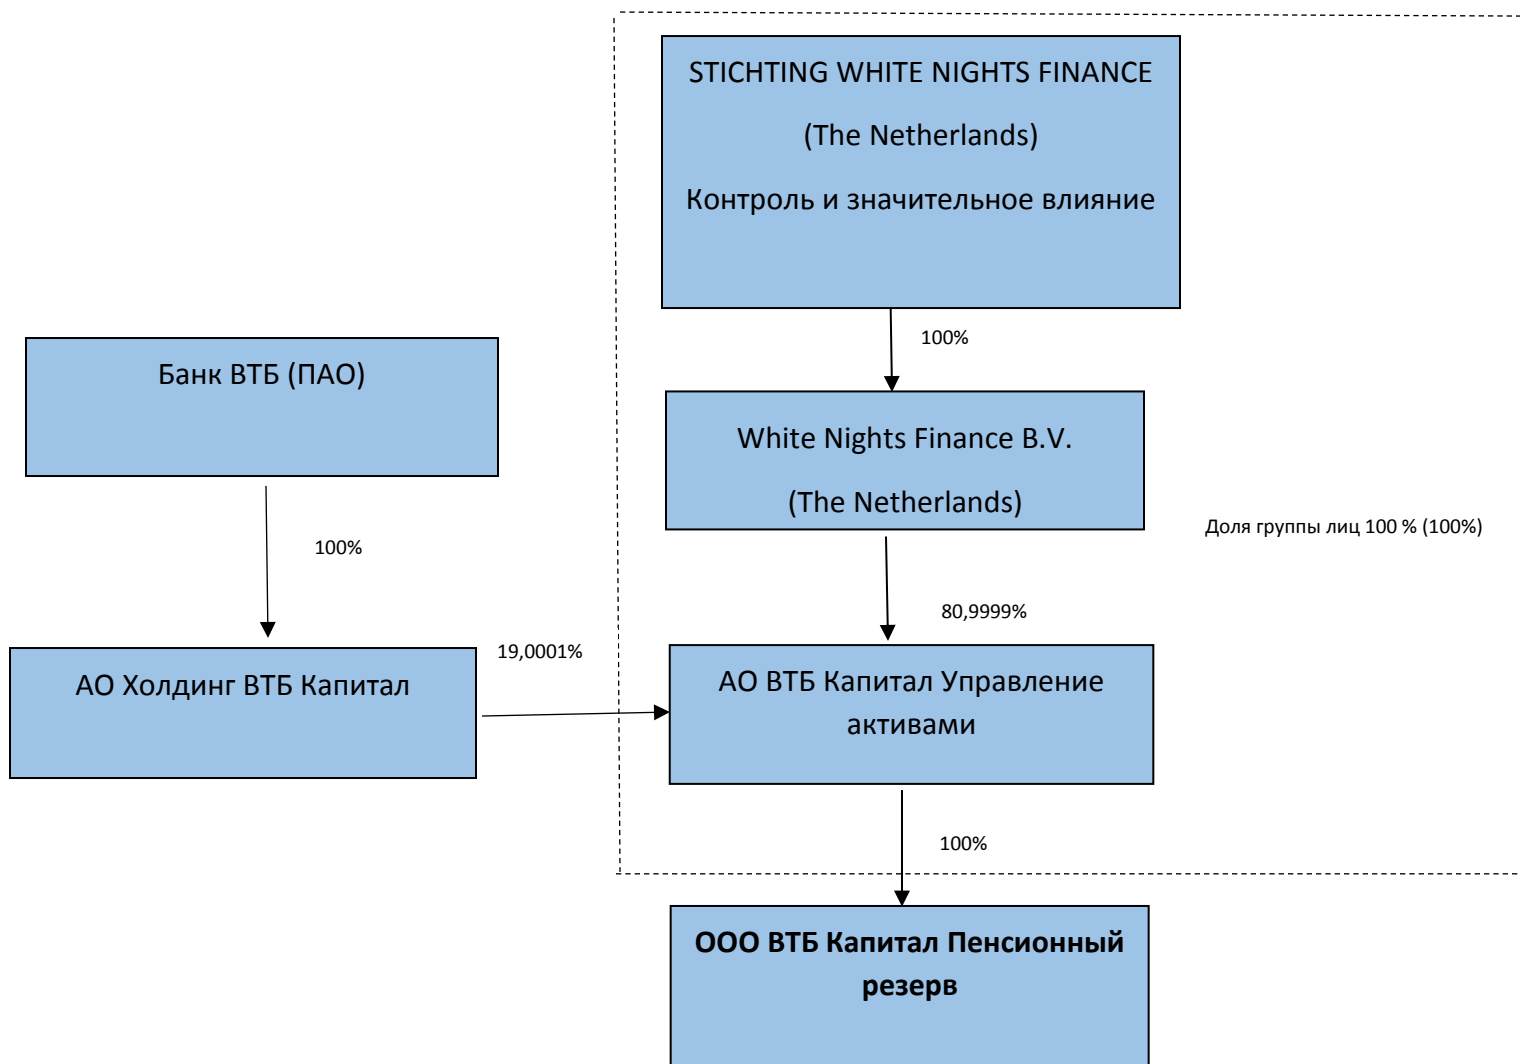 STICHTING WHITE NIGHTS FINANCE
(The Netherlands)
Контроль и значительное влияние
100%
Банк ВТБ (ПАО)
White Nights Finance B.V.
(The Netherlands)
Доля группы лиц 100 % (100%)
100%
80,9999%
19,0001%
АО Холдинг ВТБ Капитал
АО ВТБ Капитал Управление
активами
100%
ООО ВТБ Капитал Пенсионный
резерв